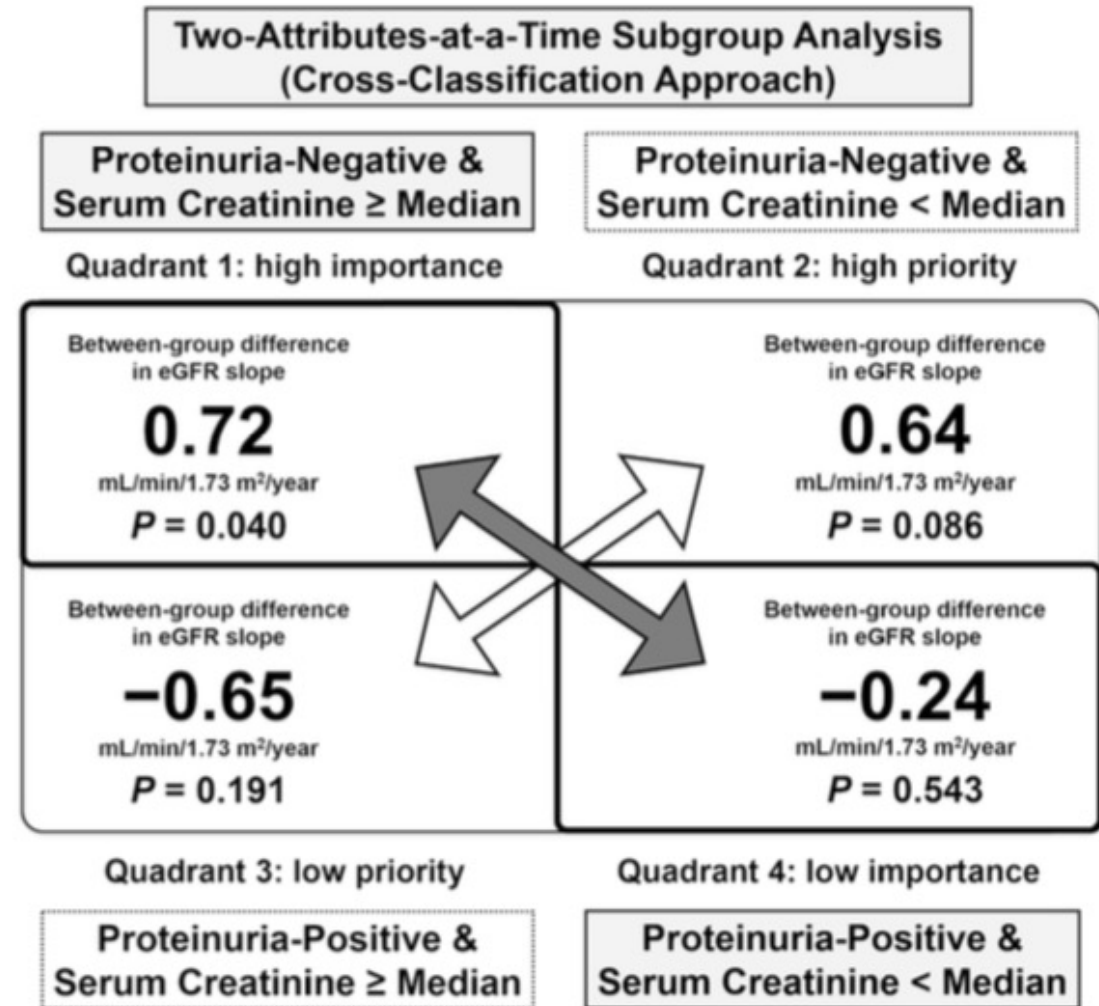 Two-Attributes-at-a-Time Subgroup Analysis
(Cross-Classification Approach)
Proteinuria-Negative &
Serum Creatinine ≥ Median
Proteinuria-Negative &
Serum Creatinine < Median
Quadrant 1: high importance
Quadrant 2: high priority
Between-group difference
in eGFR slope
0.72
mL/min/1.73 m²/year
P = 0.040
Between-group difference
in eGFR slope
0.64
mL/min/1.73 m²/year
P = 0.086
Between-group difference
in eGFR slope
−0.65
mL/min/1.73 m²/year
P = 0.191
Between-group difference
in eGFR slope
−0.24
mL/min/1.73 m²/year
P = 0.543
Quadrant 3: low priority
Quadrant 4: low importance
Proteinuria-Positive &
Serum Creatinine ≥ Median
Proteinuria-Positive &
Serum Creatinine < Median